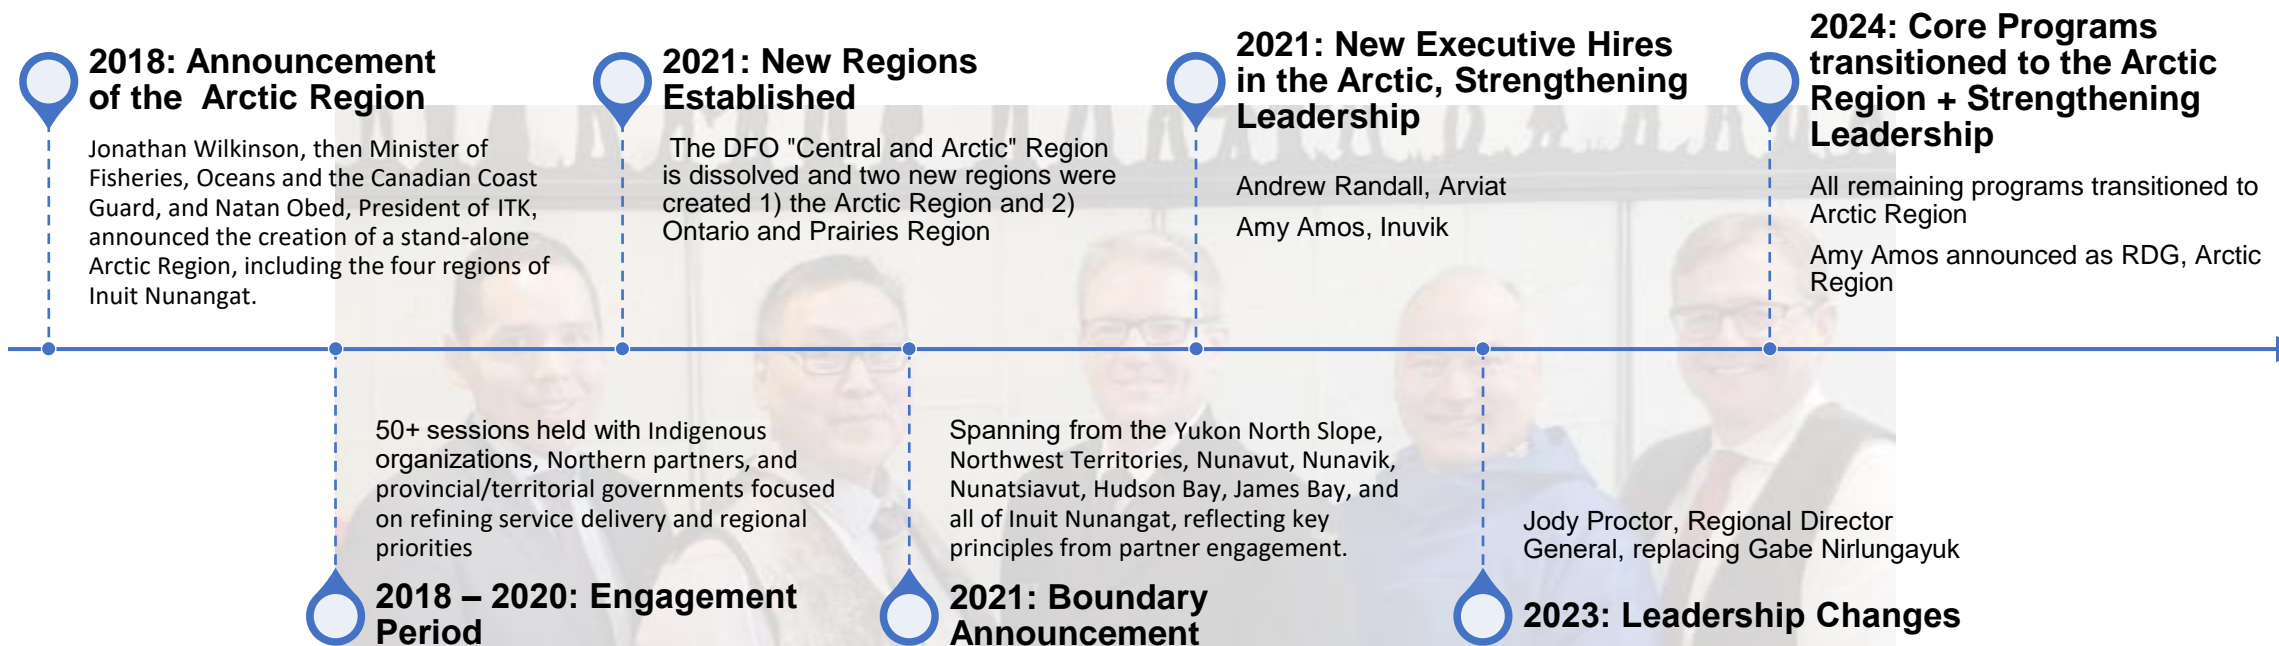 2018: Announcement
of the Arctic Region
Jonathan Wilkinson, then Minister of
Fisheries, Oceans and the Canadian Coast
Guard, and Natan Obed, President of ITK,
announced the creation of a stand-alone
Arctic Region, including the four regions of
Inuit Nunangat.
50+ sessions held with Indigenous
organizations, Northern partners, and
provincial/territorial governments focused
on refining service delivery and regional
priorities
2018 – 2020: Engagement
Period
2021: New Regions
Established
The DFO "Central and Arctic" Region
is dissolved and two new regions were
created 1) the Arctic Region and 2)
Ontario and Prairies Region
Spanning from the Yukon North Slope,
Northwest Territories, Nunavut, Nunavik,
Nunatsiavut, Hudson Bay, James Bay, and
all of Inuit Nunangat, reflecting key
principles from partner engagement.
2021: Boundary
Announcement
2021: New Executive Hires
in the Arctic, Strengthening
Leadership
Andrew Randall, Arviat
Amy Amos, Inuvik
Jody Proctor, Regional Director
General, replacing Gabe Nirlungayuk
2023: Leadership Changes
2024: Core Programs
transitioned to the Arctic
Region + Strengthening
Leadership
All remaining programs transitioned to
Arctic Region
Amy Amos announced as RDG, Arctic
Region